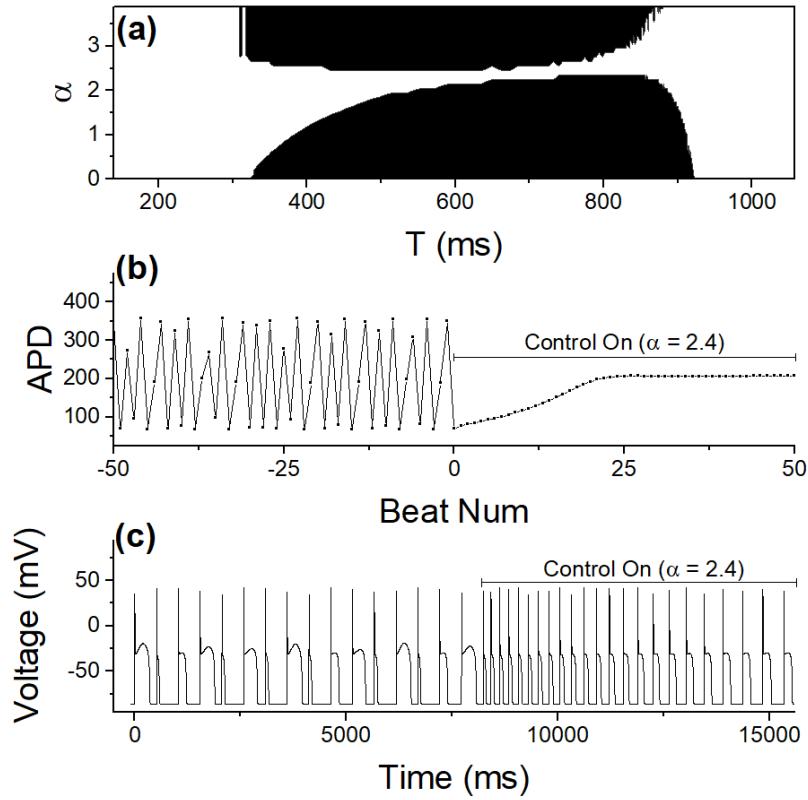 (a)
3
2
1
0
α
200 400 600 800 1000
T (ms)
(b)
400
300
200
100
APD
Control On (α = 2.4)
-50 -25 0 25 50
Beat Num
(c)
50
0
-50
Voltage (mV)
Control On (α = 2.4)
0 5000 10000 15000
Time (ms)